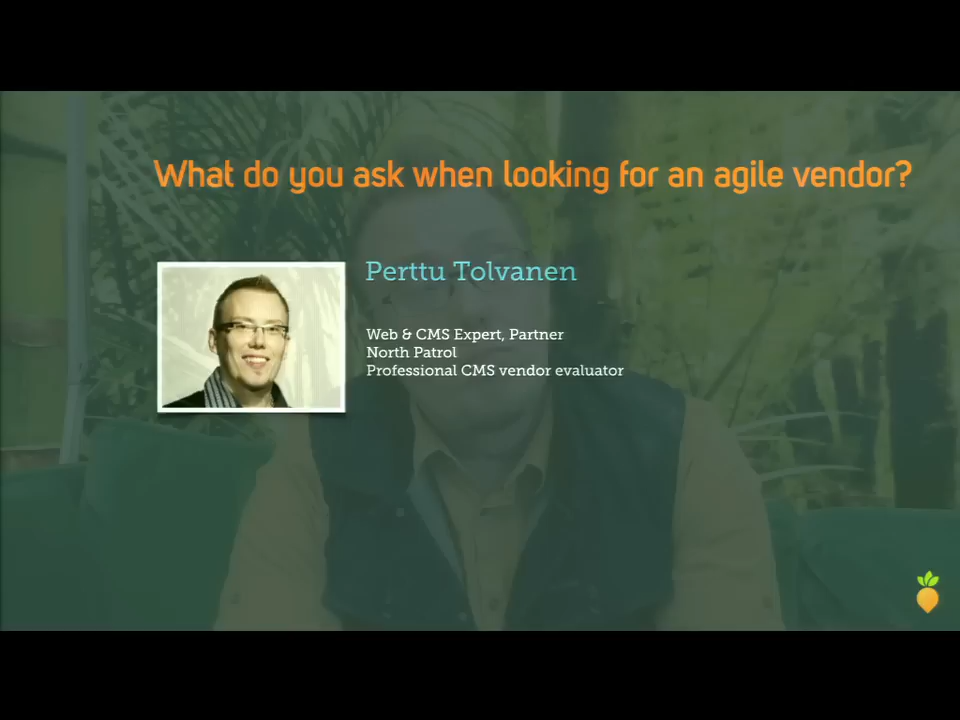 What do you ask when looking for an agile vendor?
Perttu Tolvanen
Web & CMS Expert, Partner
North Patrol
Professional CMS vendor evaluator